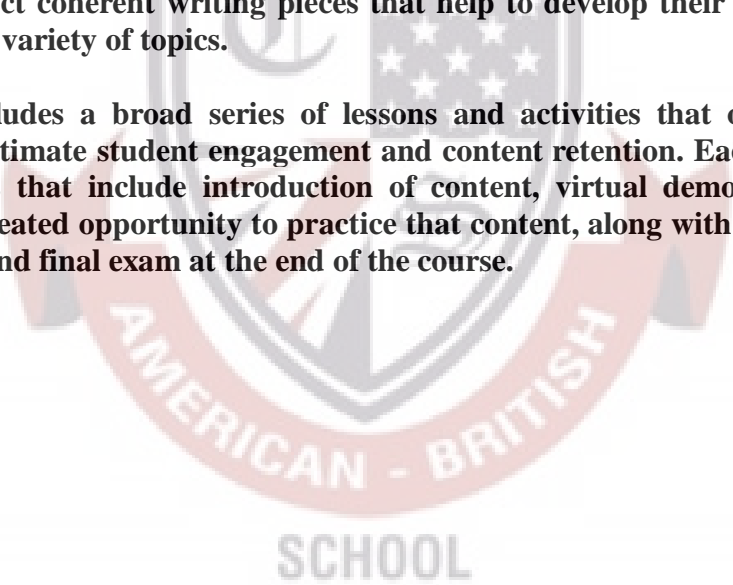 ct coherent writing pieces that help to develop their
variety of topics.
ludes a broad series of lessons and activities that
timate student engagement and content retention. Eac
that include introduction of content, virtual demo
eated opportunity to practice that content, along with
nd final exam at the end of the course.
AMERICAN - BRITISH
SCHOOL